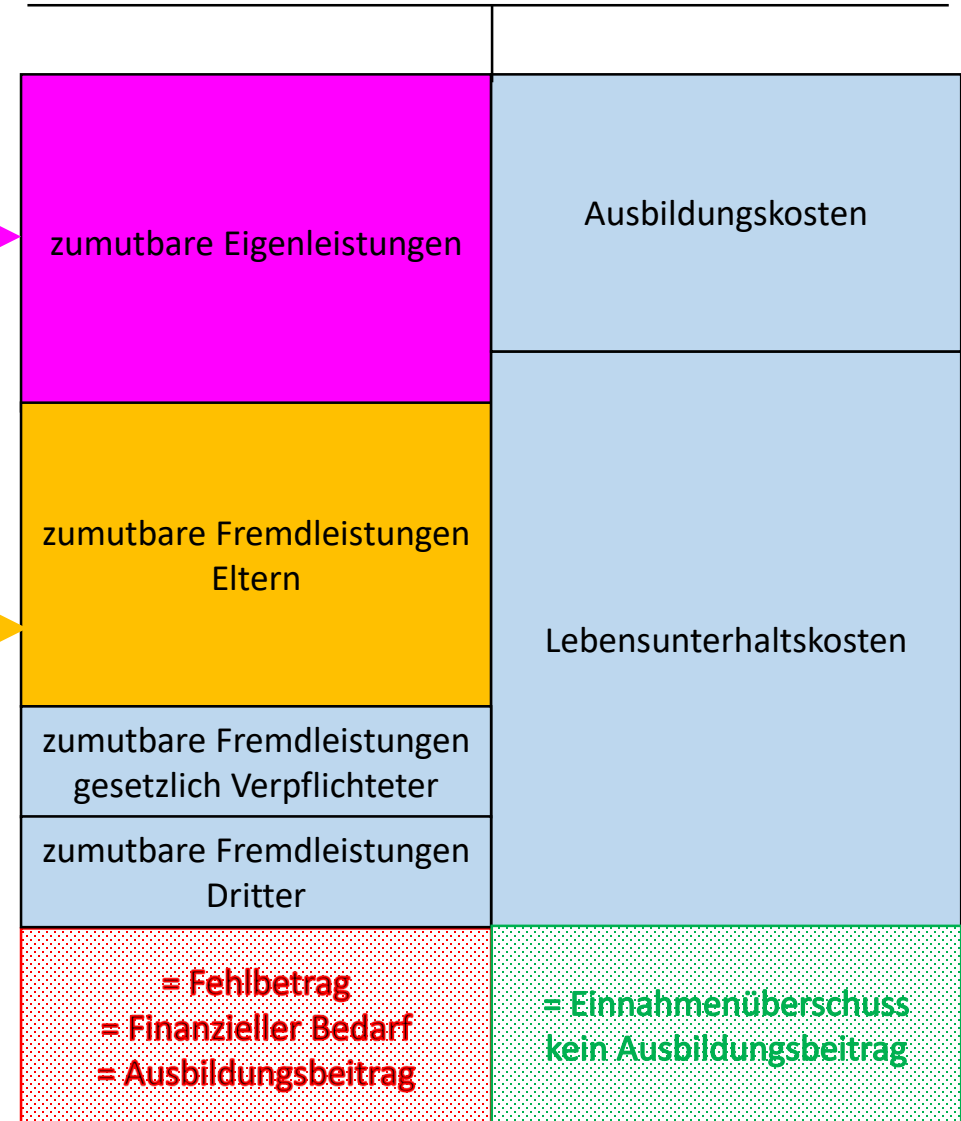 zumutbare Eigenleistungen
zumutbare Fremdleistungen
Eltern
zumutbare Fremdleistungen
gesetzlich Verpflichteter
zumutbare Fremdleistungen
Dritter
= Fehlbetrag
= Finanzieller Bedarf
= Ausbildungsbeitrag
Ausbildungskosten
Lebensunterhaltskosten
= Einnahmenüberschuss
kein Ausbildungsbeitrag